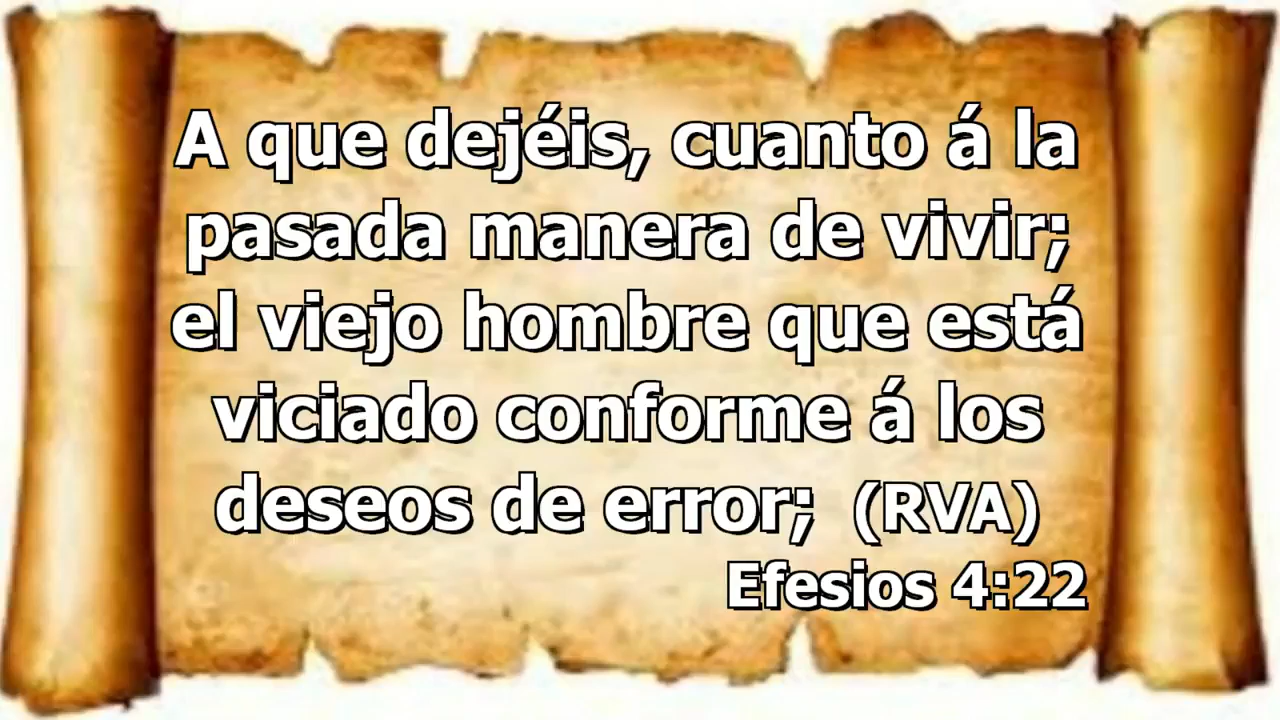 A que dejéis, cuanto á la
pasada manera de vivir;
el viejo hombre que está
viciado conforme á los
deseos de error; (RVA)
Efesios 4:22